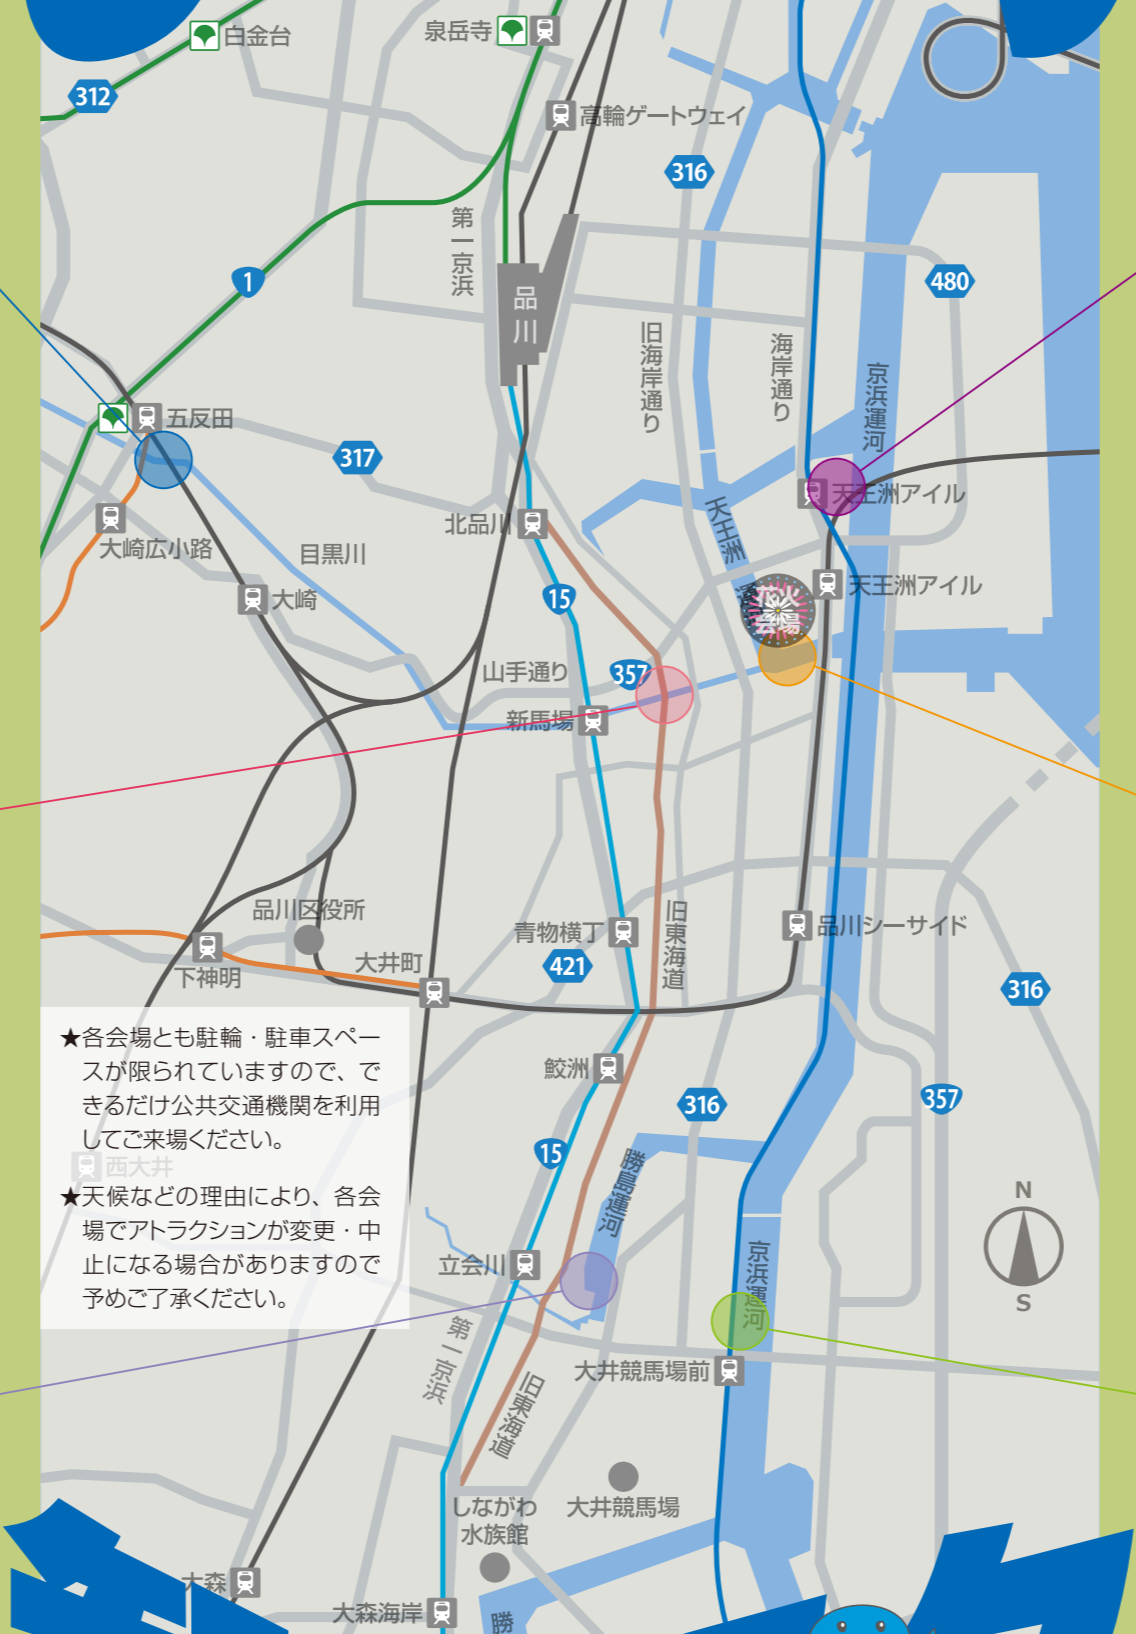 白金台
泉岳寺
312
高輪ゲートウェイ
316
第一京浜
品川
1
480
旧海岸通り
海岸通り
京浜運河
五反田
317
天王洲アイル
大崎広小路
目黒川
北品川
天王洲
大崎
15
天王洲アイル
花火
会場
山手通り
357
新馬場
品川区役所
青物横丁
旧東海道
品川シーサイド
421
下神明
大井町
316
★各会場とも駐輪・駐車スペー
スが限られていますので、で
きるだけ公共交通機関を利用
してご来場ください。
西大井
★天候などの理由により、各会
場でアトラクションが変更・中
止になる場合がありますので
予めご了承ください。
鮫洲
316
357
15
勝島運河
N
S
立会川
京浜運河
第一京浜
大井競馬場前
旧東海道
しながわ
水族館
大井競馬場
大森
大森海岸
勝